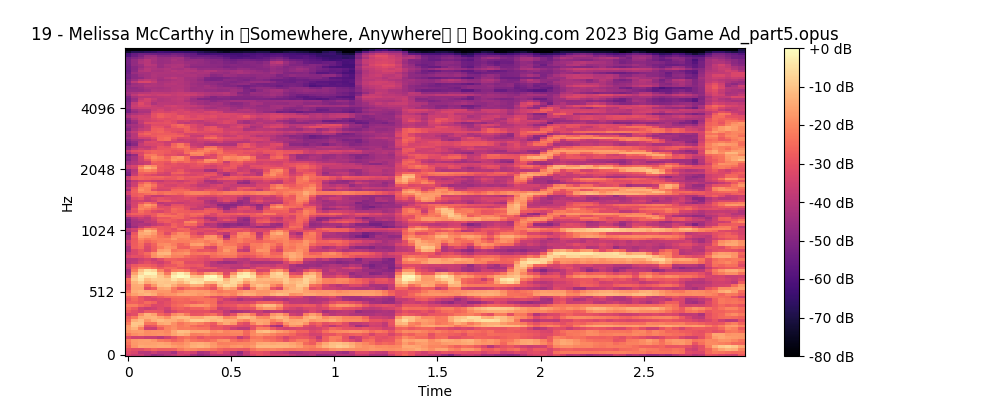 19 - Melissa McCarthy in ▯Somewhere, Anywhere▯ ▯ Booking.com 2023 Big Game Ad_part5.opus
+0 dB
4096
-10 dB
-20 dB
2048
-30 dB
Hz
-40 dB
1024
-50 dB
512
-60 dB
-70 dB
0
-80 dB
0 0.5 1 1.5 2 2.5
Time